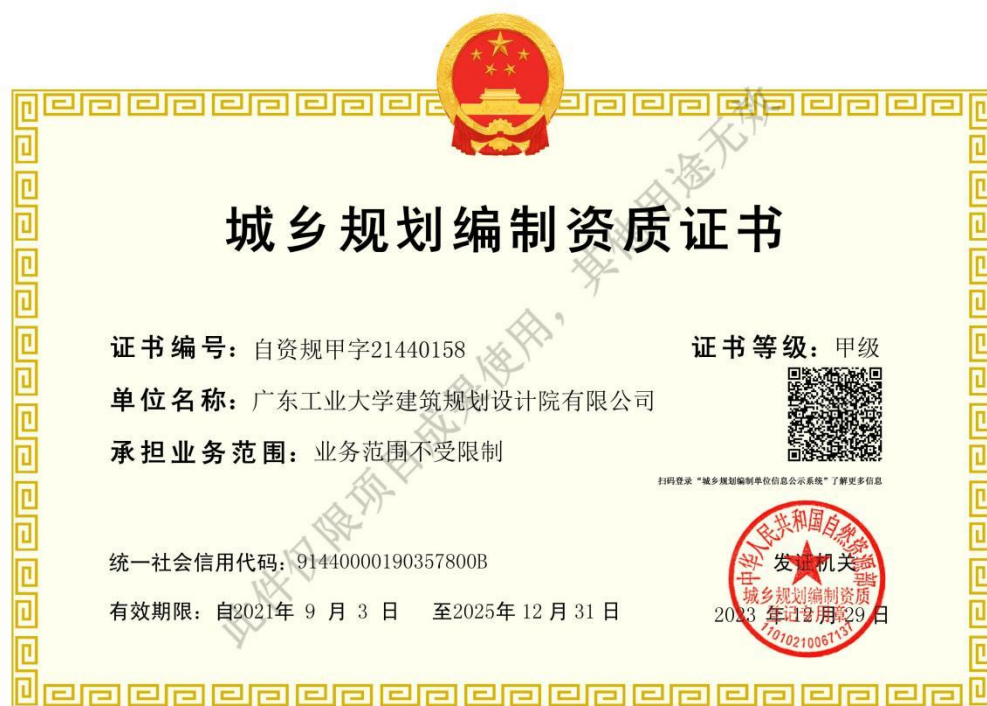 城乡规划编制资质证书
证书编号：自资规甲字21440158
证书等级：甲级
单位名称：广东工业大学建筑规划设计院有限公司
承担业务范围：业务范围不受限制
扫码登录“城乡规划编制单位信息公示系统”了解更多信息
统一社会信用代码：91440000190357800B
有效期限：自2021年 9 月 3 日 至2025年 12 月 31 日
发证机关
2023 年 12 月 29 日
中华人民共和国自然资源部
城乡规划编制资质
登记专用章
11010210067137
此件仅限项目成果使用，其他用途无效